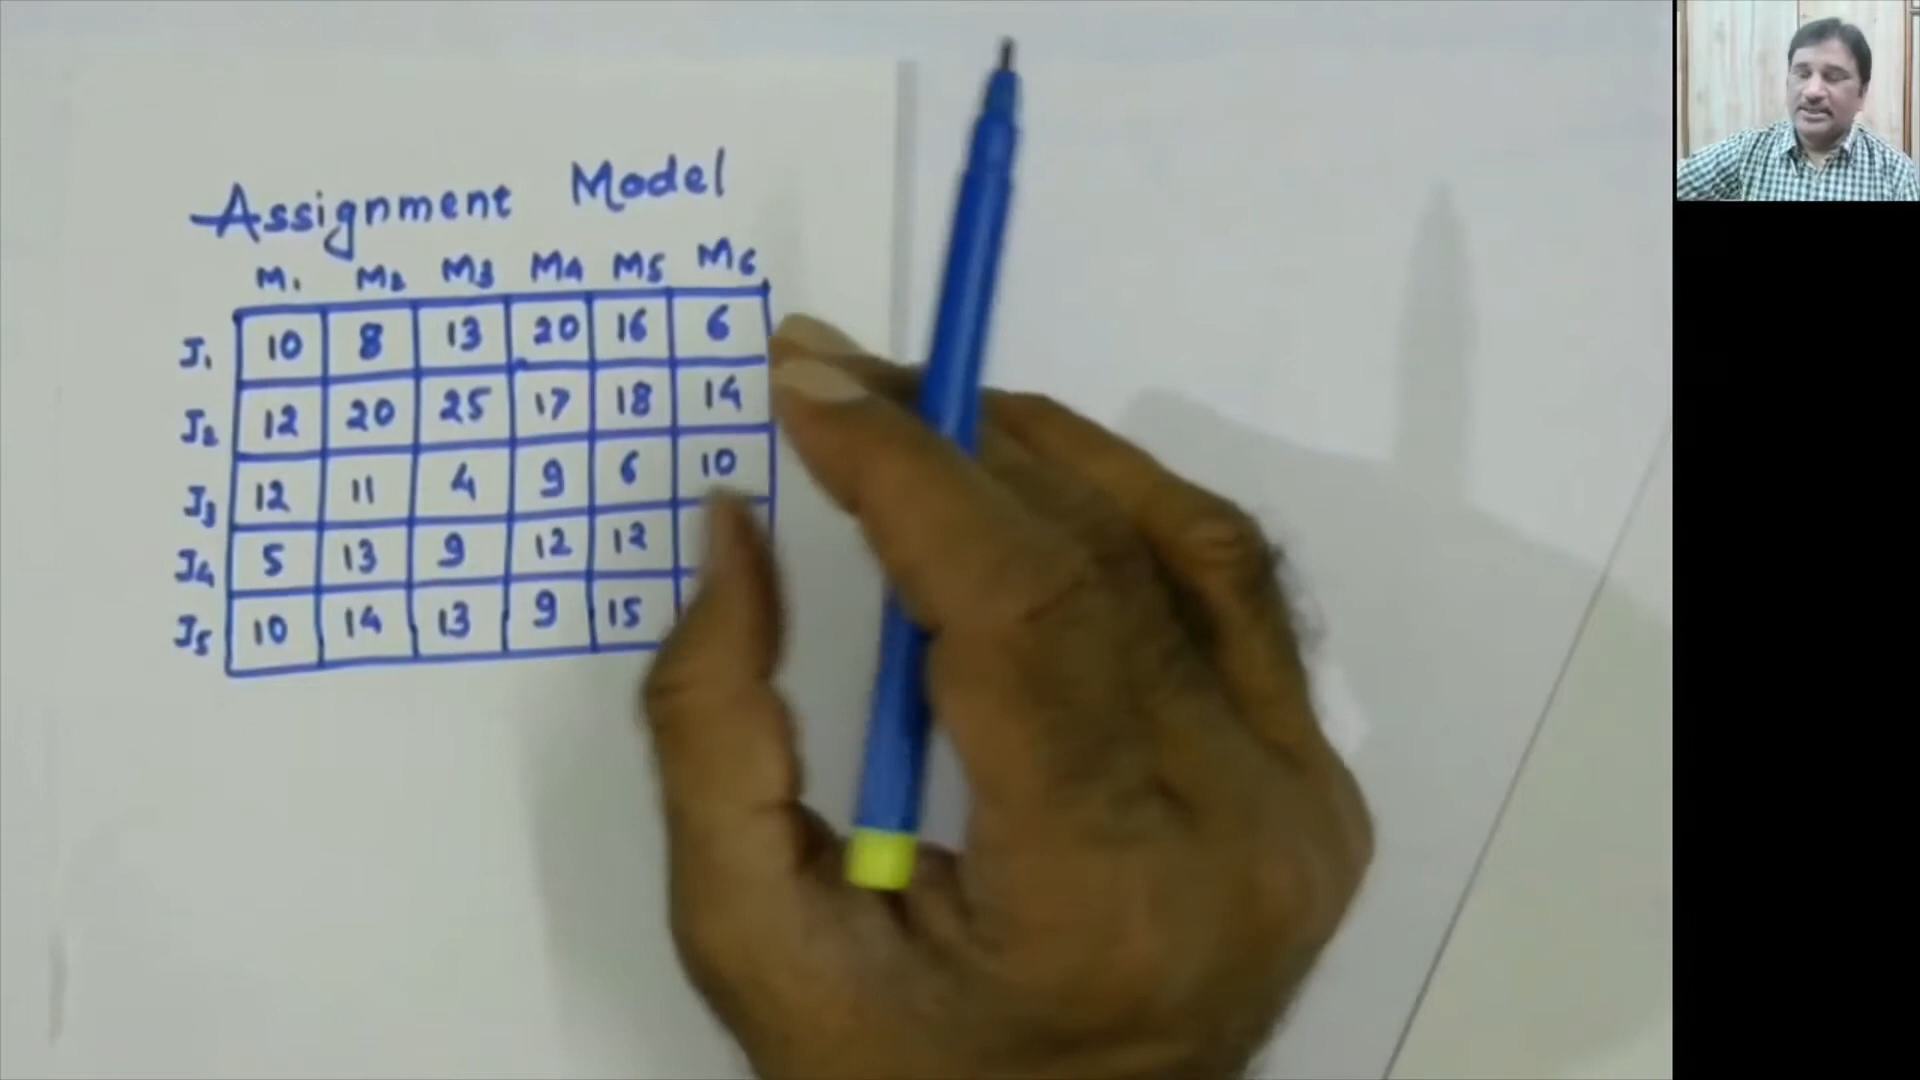 Assignment Model
M1 M2 M3 M4 M5 M6
J1 10 8 13 20 16 6
J2 12 20 25 17 18 14
J3 12 11 4 9 6 10
J4 5 13 9 12 12
J5 10 14 13 9 15